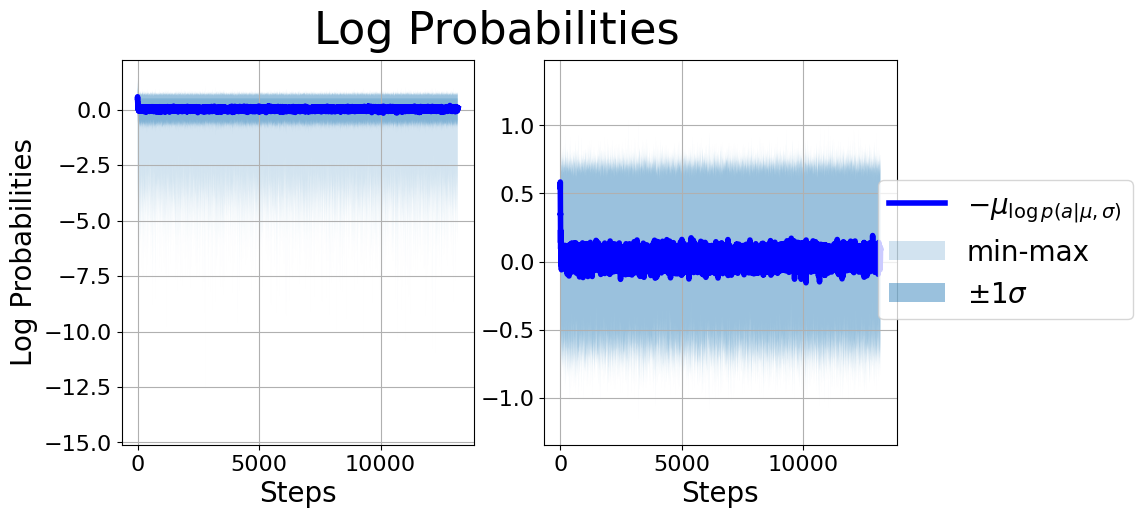 Log Probabilities
Log Probabilities
0.0
−2.5
−5.0
−7.5
−10.0
−12.5
−15.0
0 5000 10000
Steps
1.0
0.5
0.0
−0.5
−1.0
0 5000 10000
Steps
−μ_{log p(a|μ, σ)}
min-max
±1σ